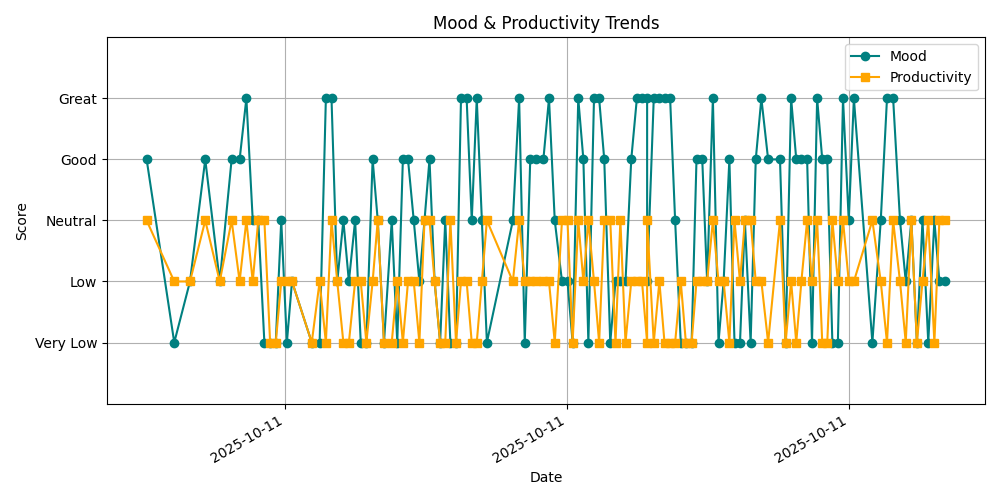 Mood & Productivity Trends
Mood
Productivity
Great
Good
Neutral
Low
Very Low
Score
2025-10-11
2025-10-11
2025-10-11
Date